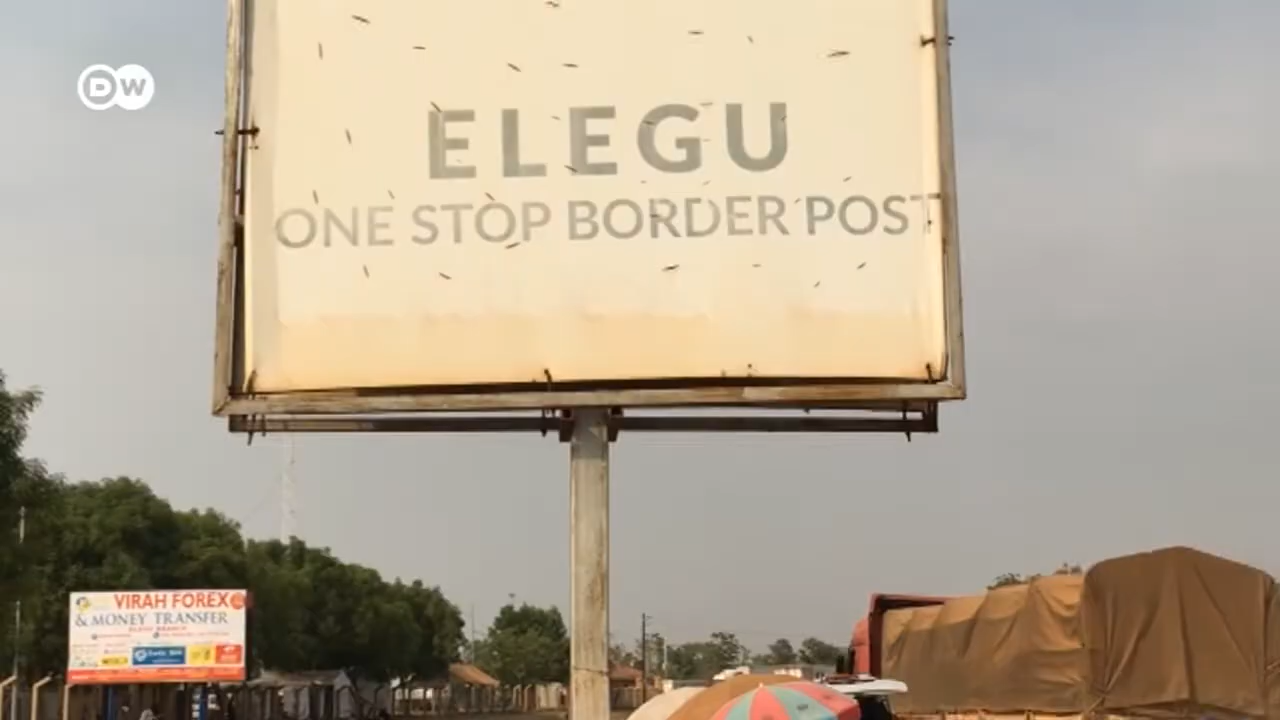 DW
ELEGU
ONE STOP BORDER POST
VIRAH FOREX
& MONEY TRANSFER